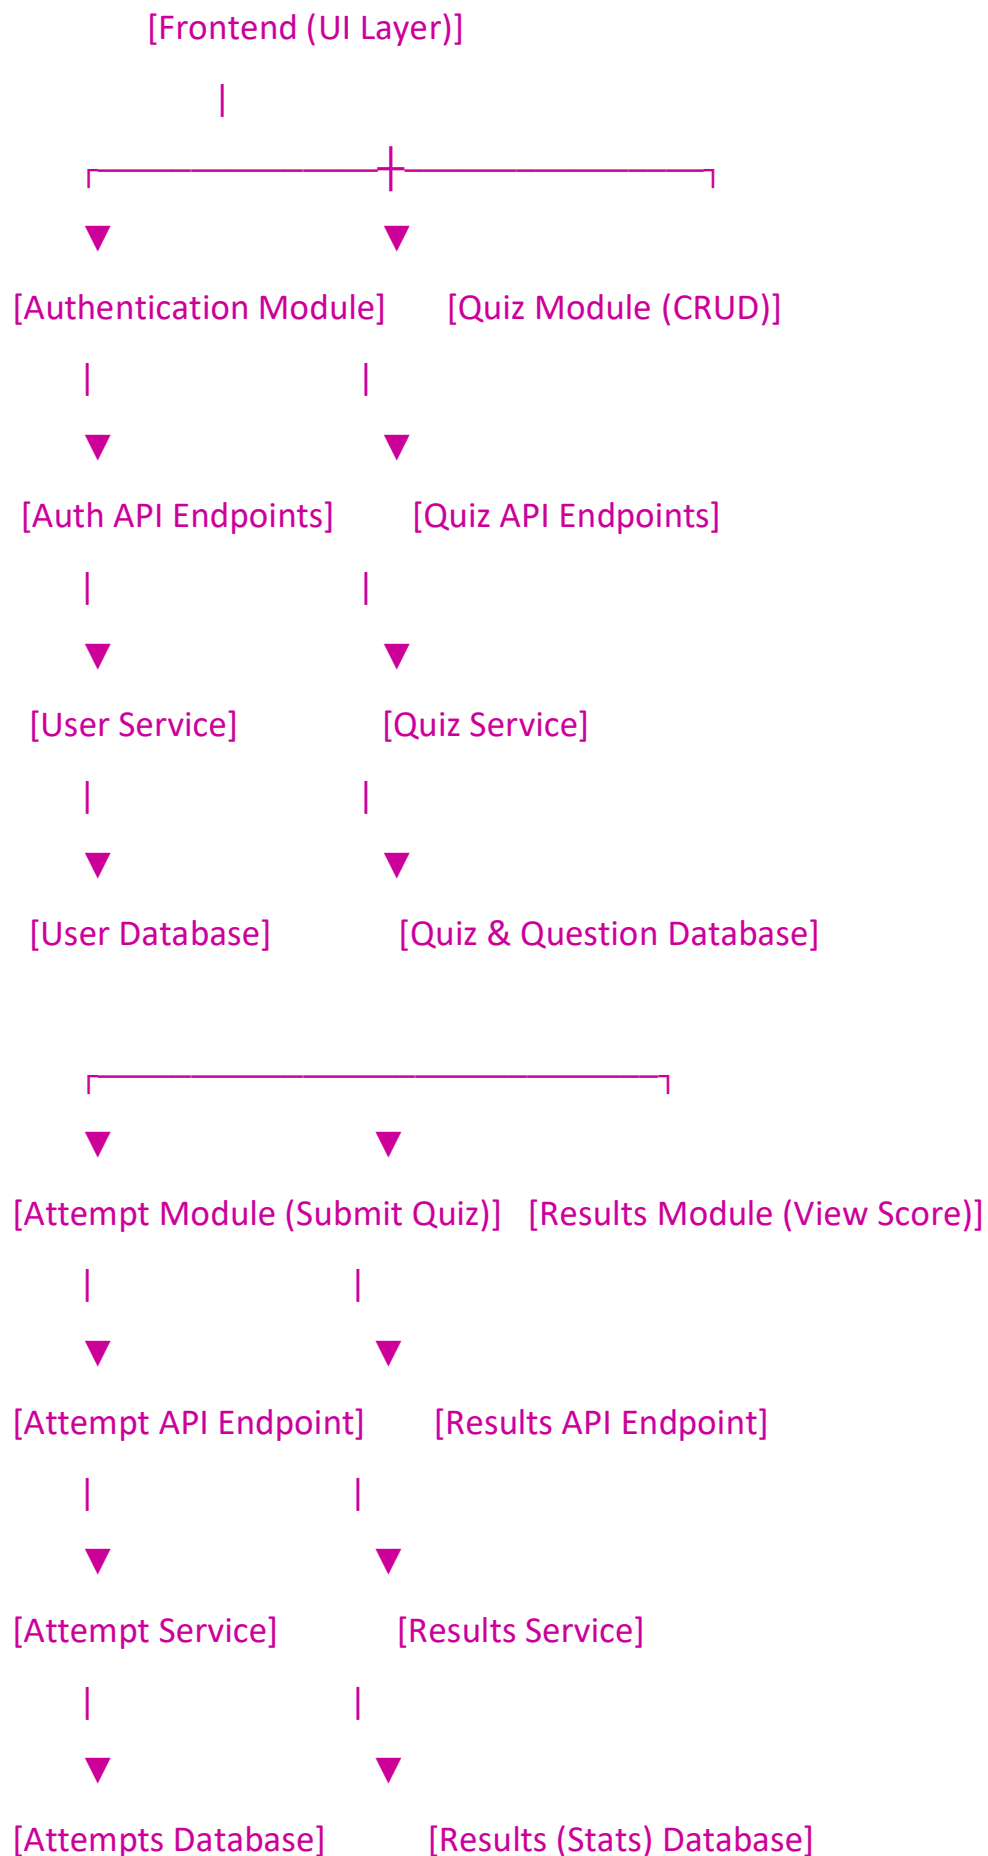 [Frontend (UI Layer)]
|
┌───────────────┼────────────────┐
▼ ▼
[Authentication Module] [Quiz Module (CRUD)]
| |
▼ ▼
[Auth API Endpoints] [Quiz API Endpoints]
| |
▼ ▼
[User Service] [Quiz Service]
| |
▼ ▼
[User Database] [Quiz & Question Database]
┌──────────────────────────────┐
▼ ▼
[Attempt Module (Submit Quiz)] [Results Module (View Score)]
| |
▼ ▼
[Attempt API Endpoint] [Results API Endpoint]
| |
▼ ▼
[Attempt Service] [Results Service]
| |
▼ ▼
[Attempts Database] [Results (Stats) Database]